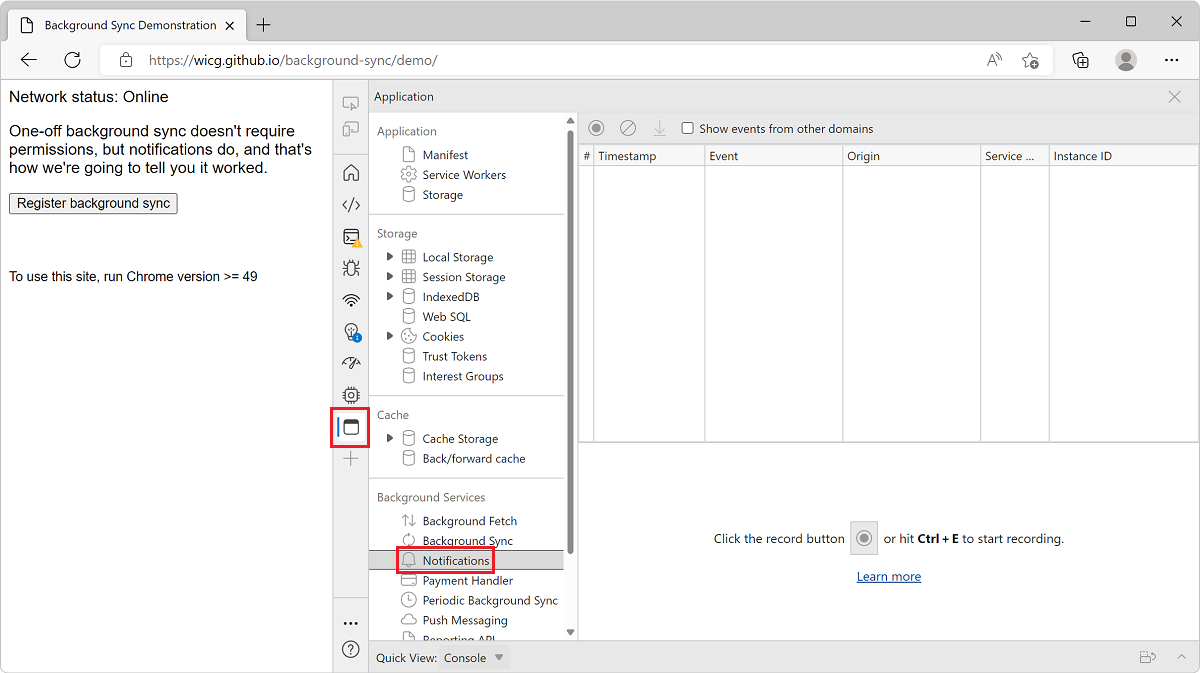 Background Sync Demonstration
https://wicg.github.io/background-sync/demo/
Network status: Online
One-off background sync doesn't require
permissions, but notifications do, and that's
how we're going to tell you it worked.
Register background sync
To use this site, run Chrome version >= 49
Application
Application
Manifest
Service Workers
Storage
Storage
Local Storage
Session Storage
IndexedDB
Web SQL
Cookies
Trust Tokens
Interest Groups
Cache
Cache Storage
Back/forward cache
Background Services
Background Fetch
Background Sync
Notifications
Payment Handler
Periodic Background Sync
Push Messaging
Reporting API
Show events from other domains
# Timestamp Event Origin Service ... Instance ID
Click the record button or hit Ctrl + E to start recording.
Learn more
Quick View: Console